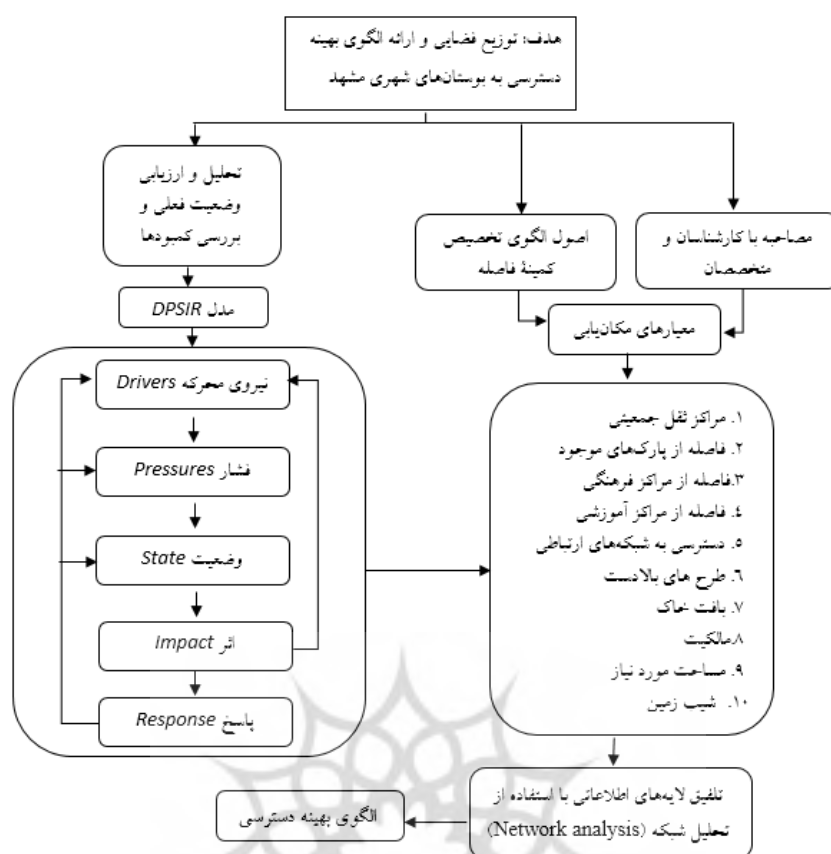 هدف: توزیع فضایی و ارائه الگوی بهینه
دسترسی به بوستان‌های شهری مشهد
تحلیل و ارزیابی
وضعیت فعلی و
بررسی کمبودها
اصول الگوی تخصیص
کمینۀ فاصله
مصاحبه با کارشناسان و
متخصصان
مدل DPSIR
معیارهای مکان‌یابی
نیروی محرکه Drivers
فشار Pressures
وضعیت State
اثر Impact
پاسخ Response
۱. مراکز ثقل جمعیتی
۲. فاصله از پارک‌های موجود
۳.فاصله از مراکز فرهنگی
٤. فاصله از مراکز آموزشی
٥. دسترسی به شبکه‌های ارتباطی
٦. طرح های بالادست
۷. بافت خاک
۸.مالکیت
۹. مساحت مورد نیاز
۱۰. شیب زمین
تلفیق لایه‌های اطلاعاتی با استفاده از
تحلیل شبکه (Network analysis)
الگوی بهینه دسترسی